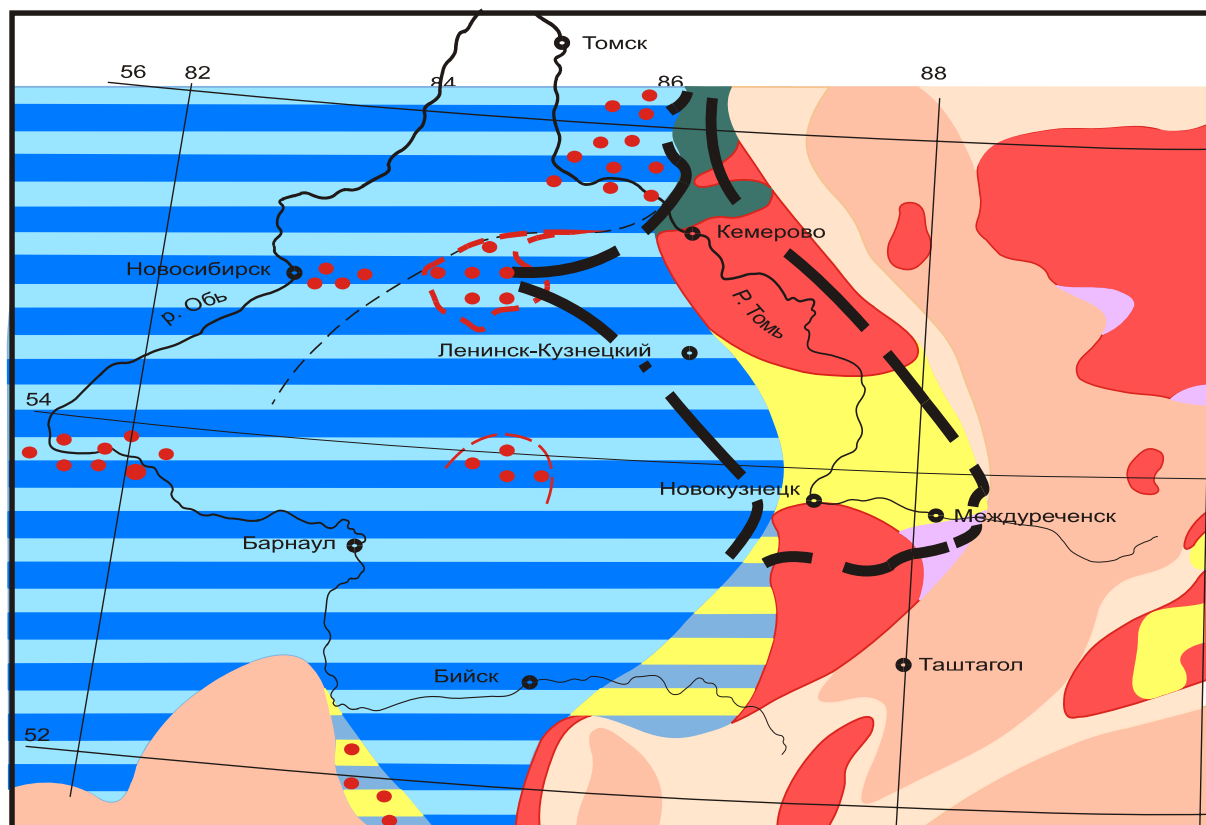 Томск
56 82 84 86 88
Кемерово
Новосибирск
р. Обь
Р. Томь
Ленинск-Кузнецкий
54
Новокузнецк
Междуреченск
Барнаул
Таштагол
Бийск
52